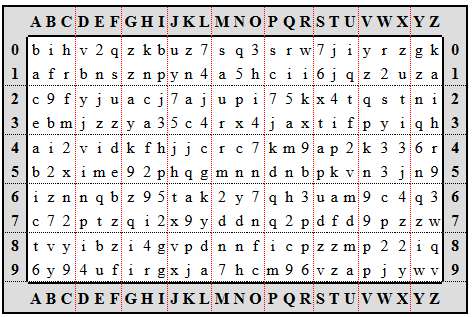 A B C D E F G H I J K L M N O P Q R S T U V W X Y Z
0 b i h v 2 q z k b u z 7 s q 3 s r w 7 j i y r z g k 0
1 a f r b n s z n p y n 4 a 5 h c i i 6 j q z 2 u z a 1
2 c 9 f y j u a c j 7 a j u p i 7 5 k x 4 t q s t n i 2
3 e b m j z z y a 3 5 c 4 r x 4 j a x t i f p y i q h 3
4 a i 2 v i d k f h j j c r c 7 k m 9 a p 2 k 3 3 6 r 4
5 b 2 x i m e 9 2 p h q g m n n d n b p k v n 3 j n 9 5
6 i z n n q b z 9 5 t a k 2 y 7 q h 3 u a m 9 c 4 q 3 6
7 c 7 2 p t z q i 2 x 9 y d d n q 2 p d f d 9 p z z w 7
8 t v y i b z i 4 g v p d n n f i c p z z m p 2 2 i q 8
9 6 y 9 4 u f i r g x j a 7 h c m 9 6 v z a p j y w v 9
A B C D E F G H I J K L M N O P Q R S T U V W X Y Z